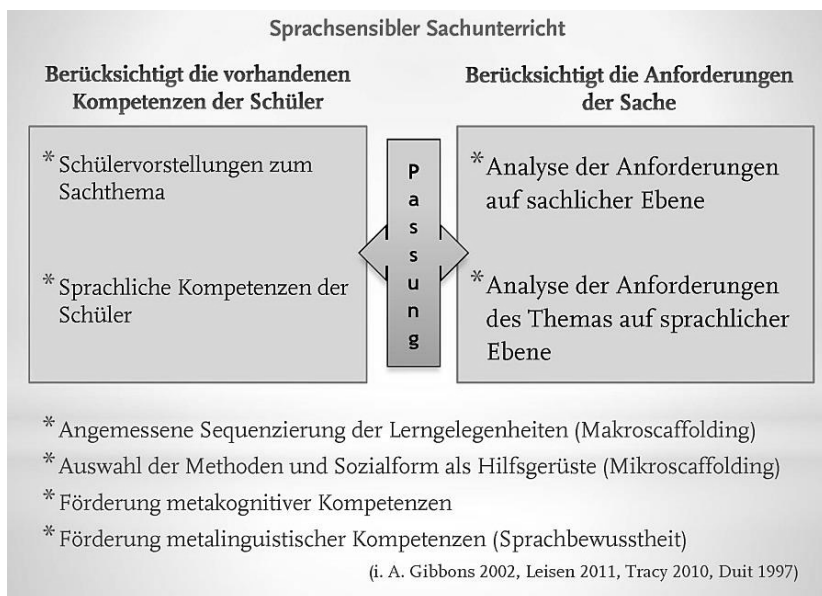 Sprachsensibler Sachunterricht
Berücksichtigt die vorhandenen
Kompetenzen der Schüler
* Schülervorstellungen zum
Sachthema
* Sprachliche Kompetenzen der
Schüler
Passung
Berücksichtigt die Anforderungen
der Sache
* Analyse der Anforderungen
auf sachlicher Ebene
* Analyse der Anforderungen
des Themas auf sprachlicher
Ebene
* Angemessene Sequenzierung der Lerngelegenheiten (Makroscaffolding)
* Auswahl der Methoden und Sozialform als Hilfsgerüste (Mikroscaffolding)
* Förderung metakognitiver Kompetenzen
* Förderung metalinguistischer Kompetenzen (Sprachbewusstheit)
(i. A. Gibbons 2002, Leisen 2011, Tracy 2010, Duit 1997)